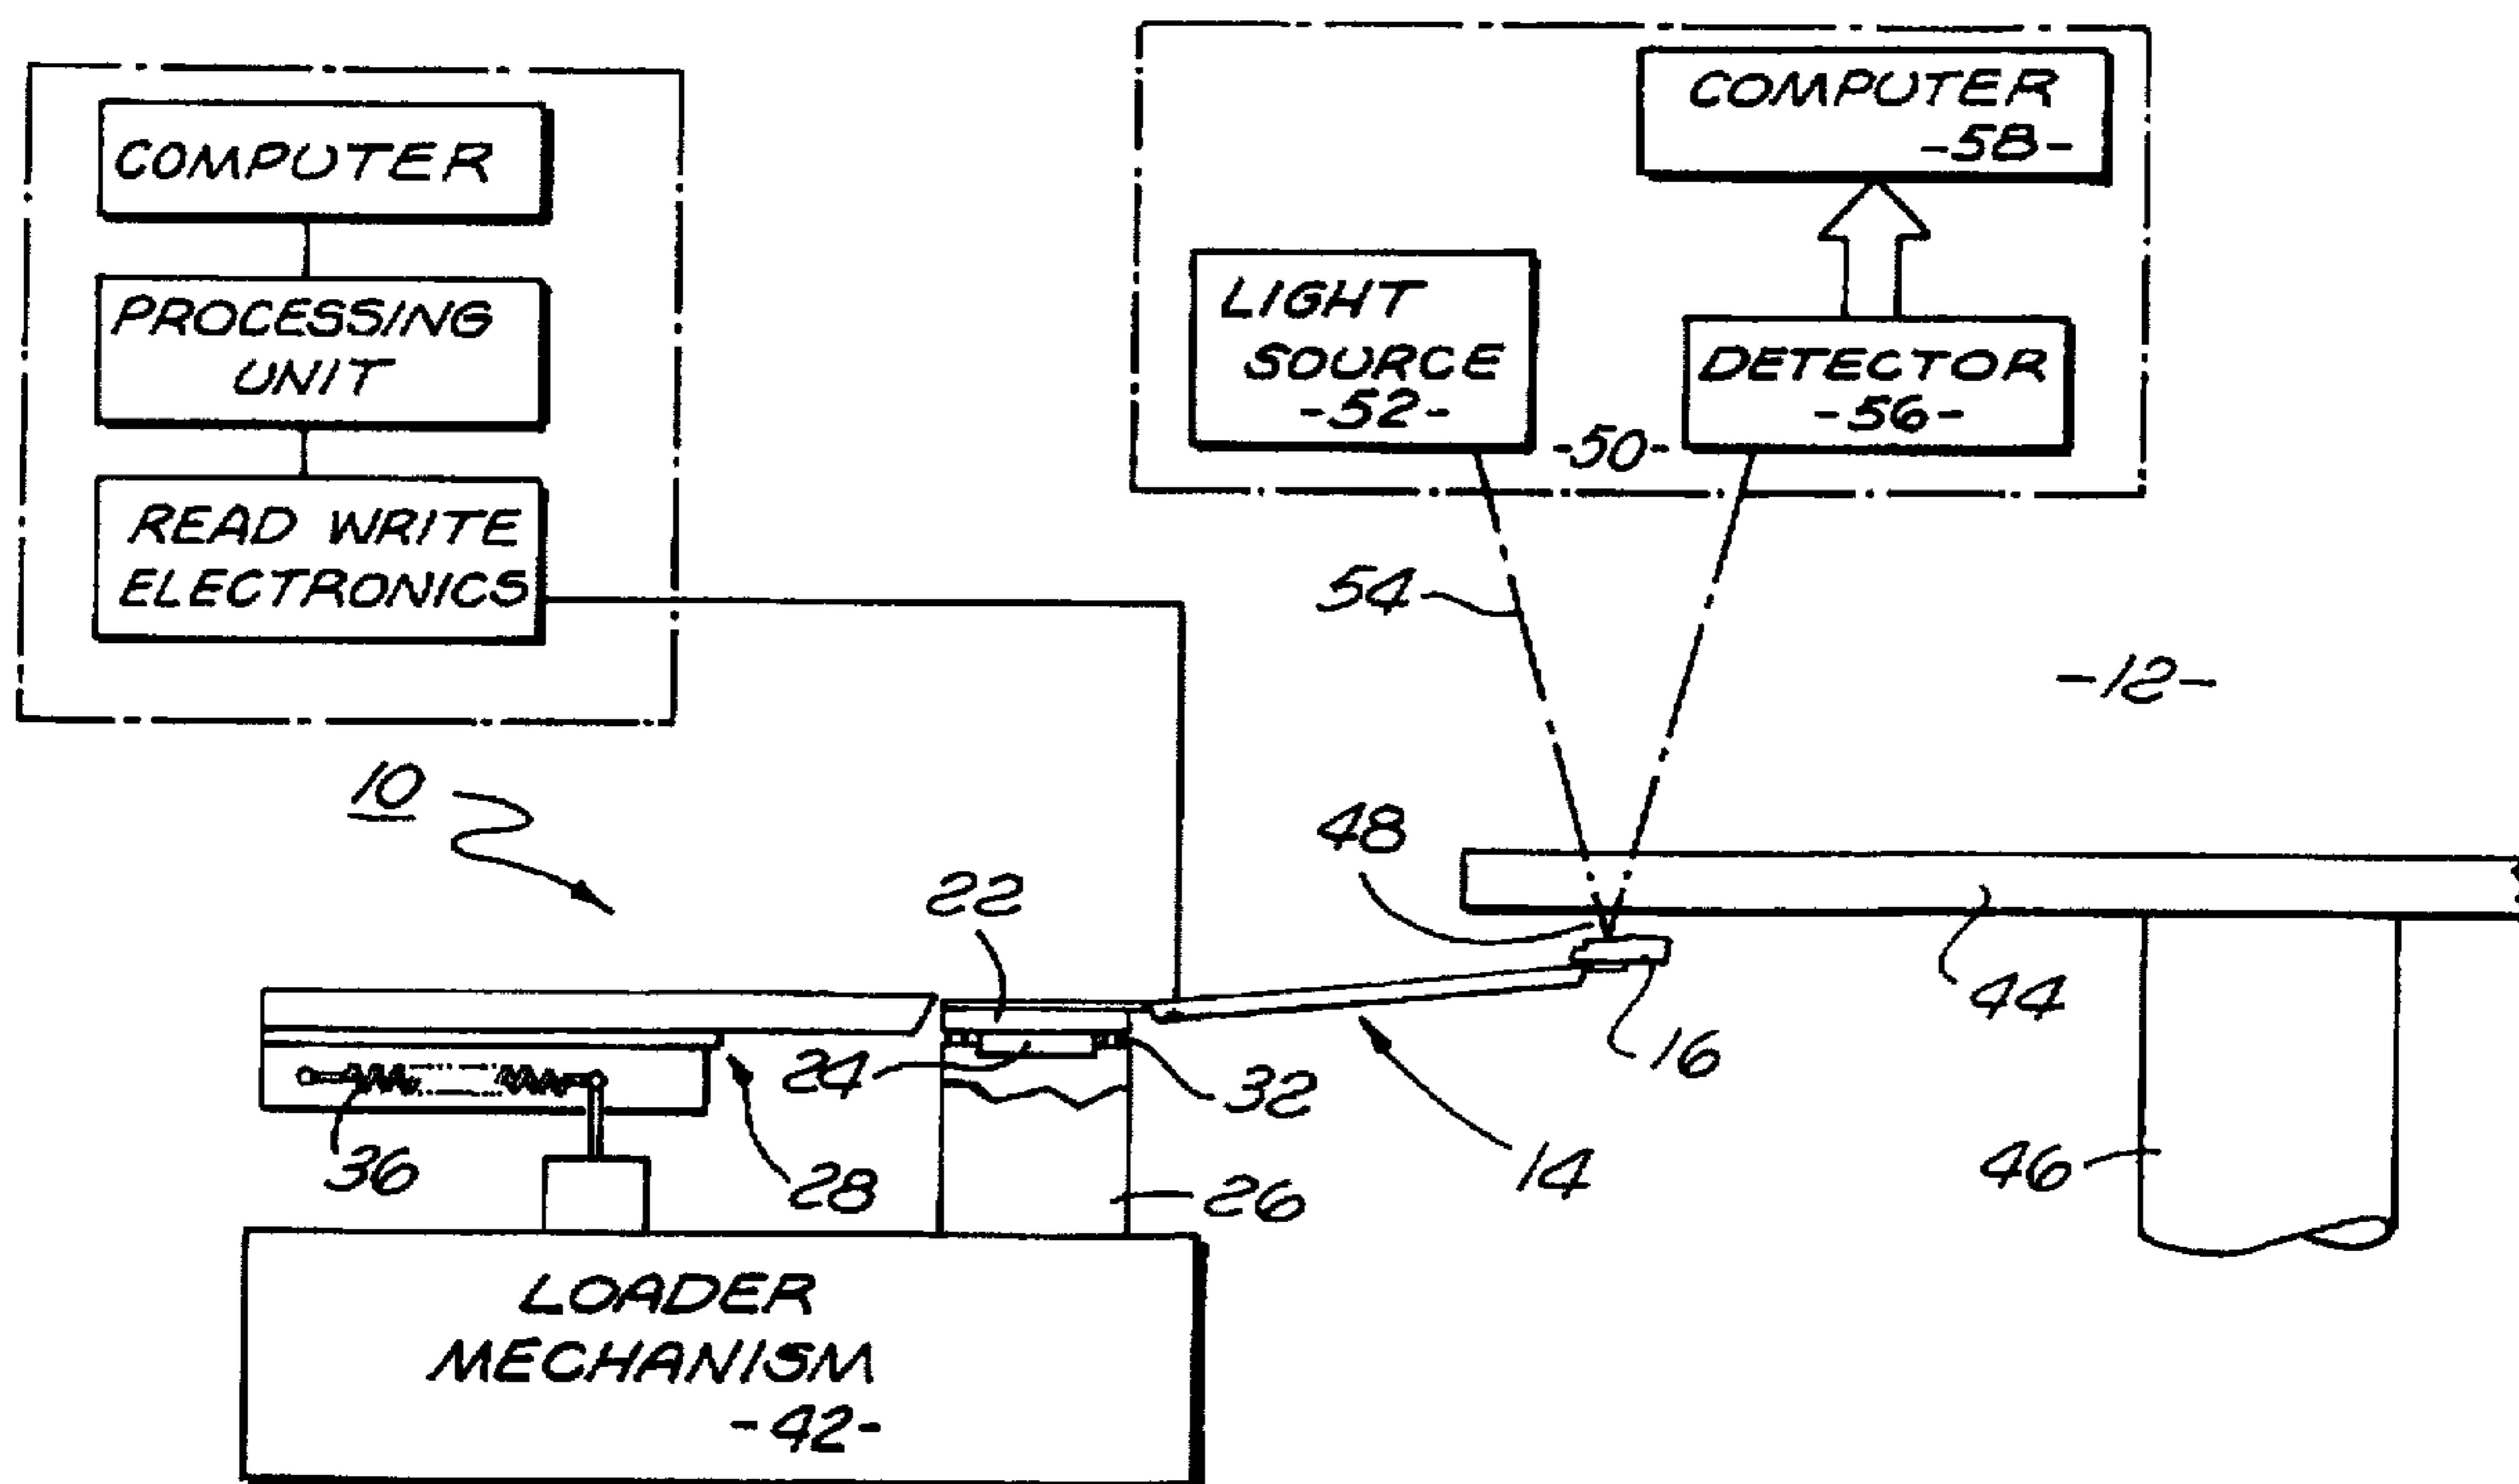 COMPUTER
PROCESSING
UNIT
READ WRITE
ELECTRONICS
COMPUTER
-58-
LIGHT
SOURCE
-52-
DETECTOR
-56-
-50-
54
-12-
10
48
22
44
16
24
32
36
28
14
46
26
LOADER
MECHANISM
-42-